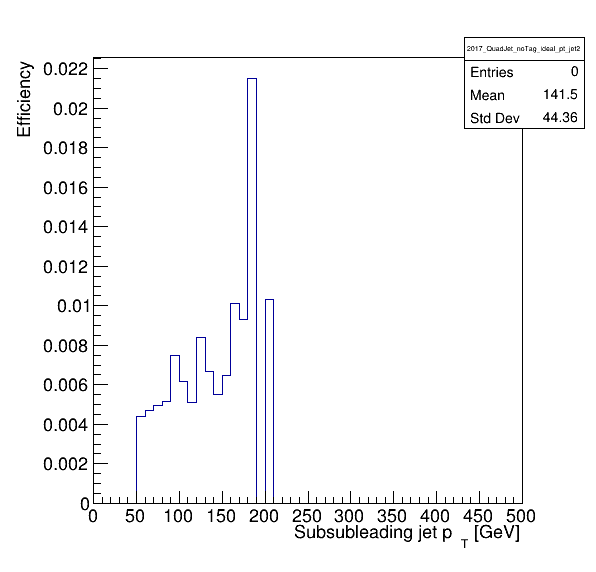 2017_QuadJet_noTag_ideal_pt_jet2
Entries 0
Mean 141.5
Std Dev 44.36
Efficiency
0.022
0.02
0.018
0.016
0.014
0.012
0.01
0.008
0.006
0.004
0.002
0
0 50 100 150 200 250 300 350 400 450 500
Subsubleading jet p T [GeV]